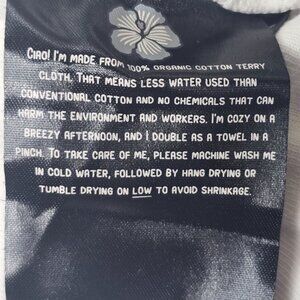 Ciao! I'm made from 100% organic cotton terry
cloth. That means less water used than
conventional cotton and no chemicals that can
harm the environment and workers. I'm cozy on a
breezy afternoon, and I double as a towel in a
pinch. To take care of me, please machine wash me
in cold water, followed by hang drying or
tumble drying on low to avoid shrinkage.